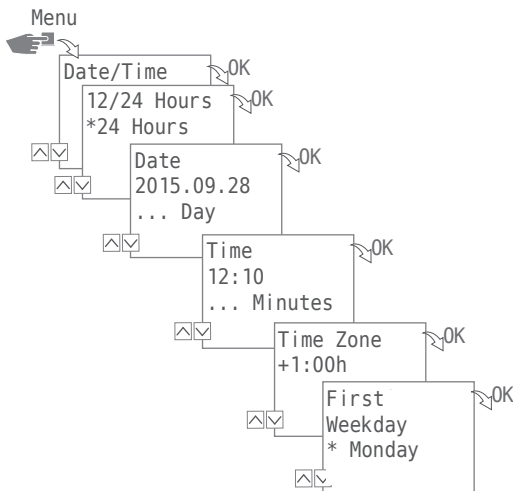 Menu
Date/Time
OK
12/24 Hours
*24 Hours
OK
Date
2015.09.28
... Day
OK
Time
12:10
... Minutes
OK
Time Zone
+1:00h
OK
First
Weekday
* Monday
OK